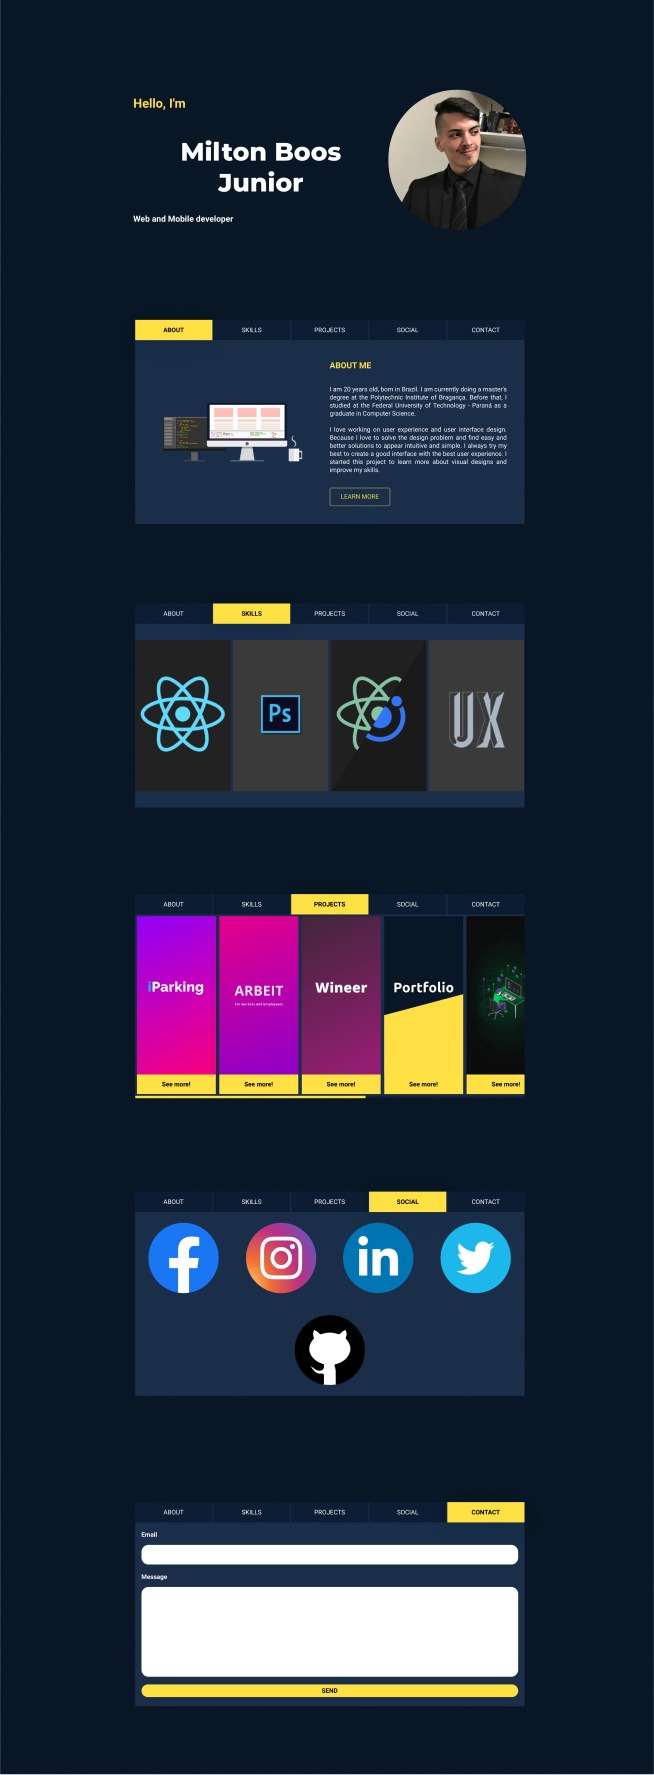 Hello, I'm
Milton Boos
Junior
Web and Mobile developer
ABOUT SKILLS PROJECTS SOCIAL CONTACT
ABOUT ME
I am 20 years old, born in Brazil. I am currently doing a master's
degree at the Polytechnic Institute of Bragança. Before that, I
studied at the Federal University of Technology - Paraná as a
graduate in Computer Science.
I love working on user experience and user interface design.
Because I love to solve the design problem and find easy and
better solutions to appear intuitive and simple. I always try my
best to create a good interface with the best user experience. I
started this project to learn more about visual designs and
improve my skills.
LEARN MORE
ABOUT SKILLS PROJECTS SOCIAL CONTACT
Ps
UX
ABOUT SKILLS PROJECTS SOCIAL CONTACT
iParking
ARBEIT
For workers and employeers
Wineer
Portfolio
See more! See more! See more! See more! See more!
ABOUT SKILLS PROJECTS SOCIAL CONTACT
in
ABOUT SKILLS PROJECTS SOCIAL CONTACT
Email
Message
SEND